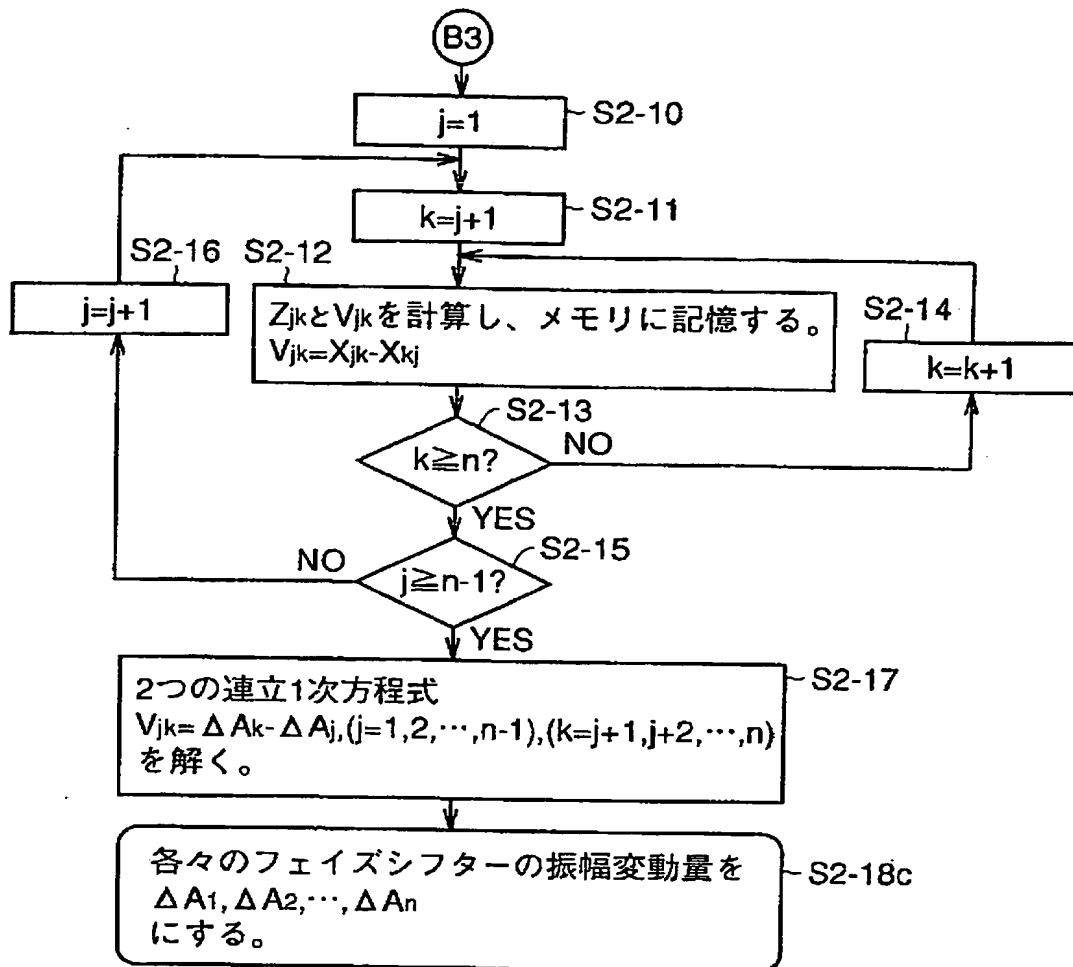 B3
j=1
S2-10
k=j+1
S2-11
S2-16
j=j+1
S2-12
ZjkとVjkを計算し、メモリに記憶する。
Vjk=Xjk-Xkj
S2-14
k=k+1
S2-13
k≧n?
NO
YES
S2-15
j≧n-1?
NO
YES
S2-17
2つの連立1次方程式
Vjk=ΔAk-ΔAj,(j=1,2,…,n-1),(k=j+1,j+2,…,n)
を解く。
S2-18c
各々のフェイズシフターの振幅変動量を
ΔA1,ΔA2,…,ΔAn
にする。